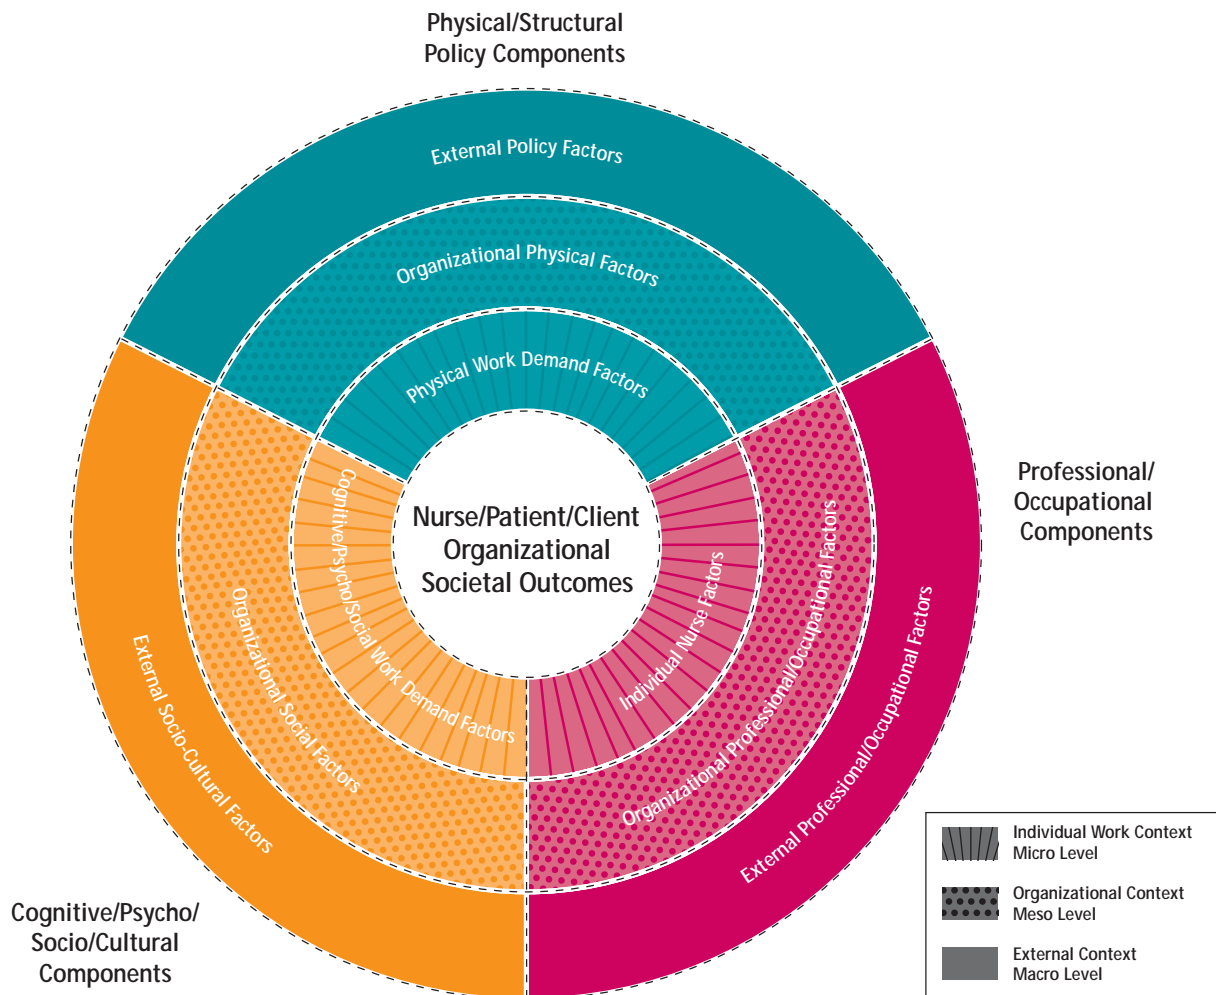 Physical/Structural
Policy Components
External Policy Factors
Organizational Physical Factors
Physical Work Demand Factors
Nurse/Patient/Client
Organizational
Societal Outcomes
Professional/
Occupational
Components
Individual Nurse Factors
Organizational Professional/Occupational Factors
External Professional/Occupational Factors
Cognitive/Psycho/Social Work Demand Factors
Organizational Social Factors
External Socio-Cultural Factors
Cognitive/Psycho/
Socio/Cultural
Components
Individual Work Context
Micro Level
Organizational Context
Meso Level
External Context
Macro Level